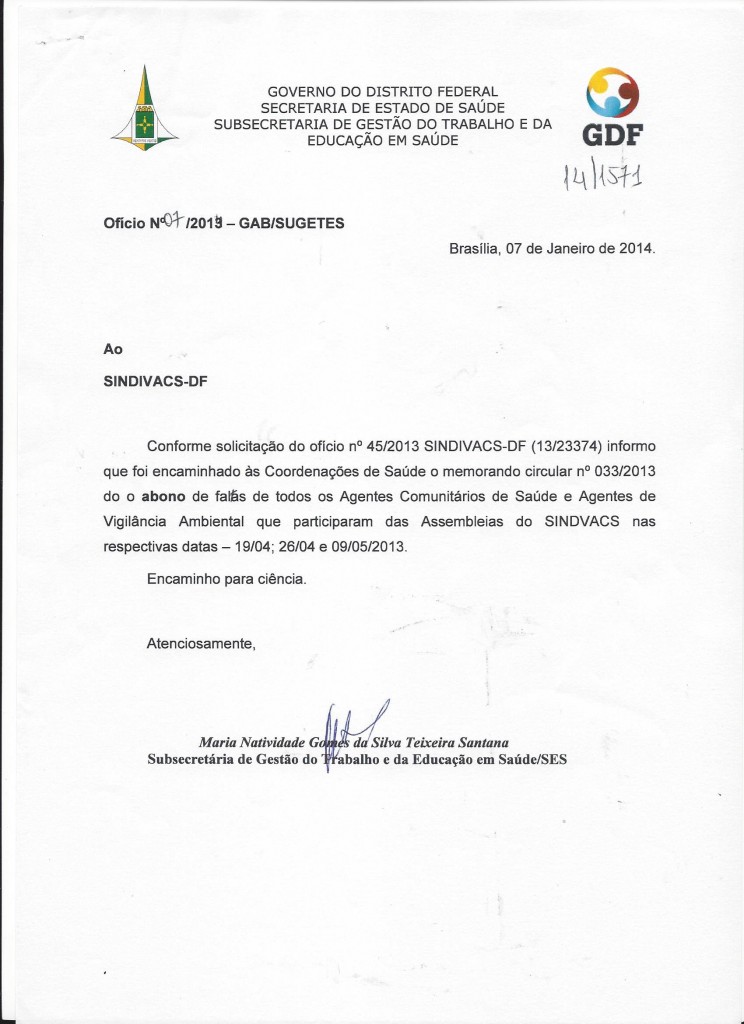 GOVERNO DO DISTRITO FEDERAL
SECRETARIA DE ESTADO DE SAÚDE
SUBSECRETARIA DE GESTÃO DO TRABALHO E DA
EDUCAÇÃO EM SAÚDE
GDF
14/1571
Ofício Nº07/2014 – GAB/SUGETES
Brasília, 07 de Janeiro de 2014.
Ao
SINDIVACS-DF
Conforme solicitação do ofício nº 45/2013 SINDIVACS-DF (13/23374) informo
que foi encaminhado às Coordenações de Saúde o memorando circular nº 033/2013
do o abono de faltas de todos os Agentes Comunitários de Saúde e Agentes de
Vigilância Ambiental que participaram das Assembleias do SINDVACS nas
respectivas datas – 19/04; 26/04 e 09/05/2013.
Encaminho para ciência.
Atenciosamente,
Maria Natividade Gomes da Silva Teixeira Santana
Subsecretária de Gestão do Trabalho e da Educação em Saúde/SES